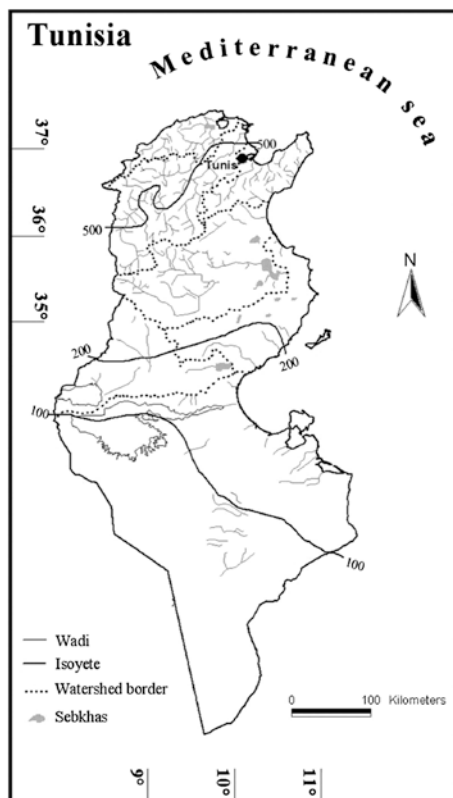 Tunisia
Mediterranean sea
37°
36°
35°
500
Tunis
500
N
200
200
100
100
Wadi
Isoyete
Watershed border
Sebkhas
0 100 Kilometers
9° 10° 11°